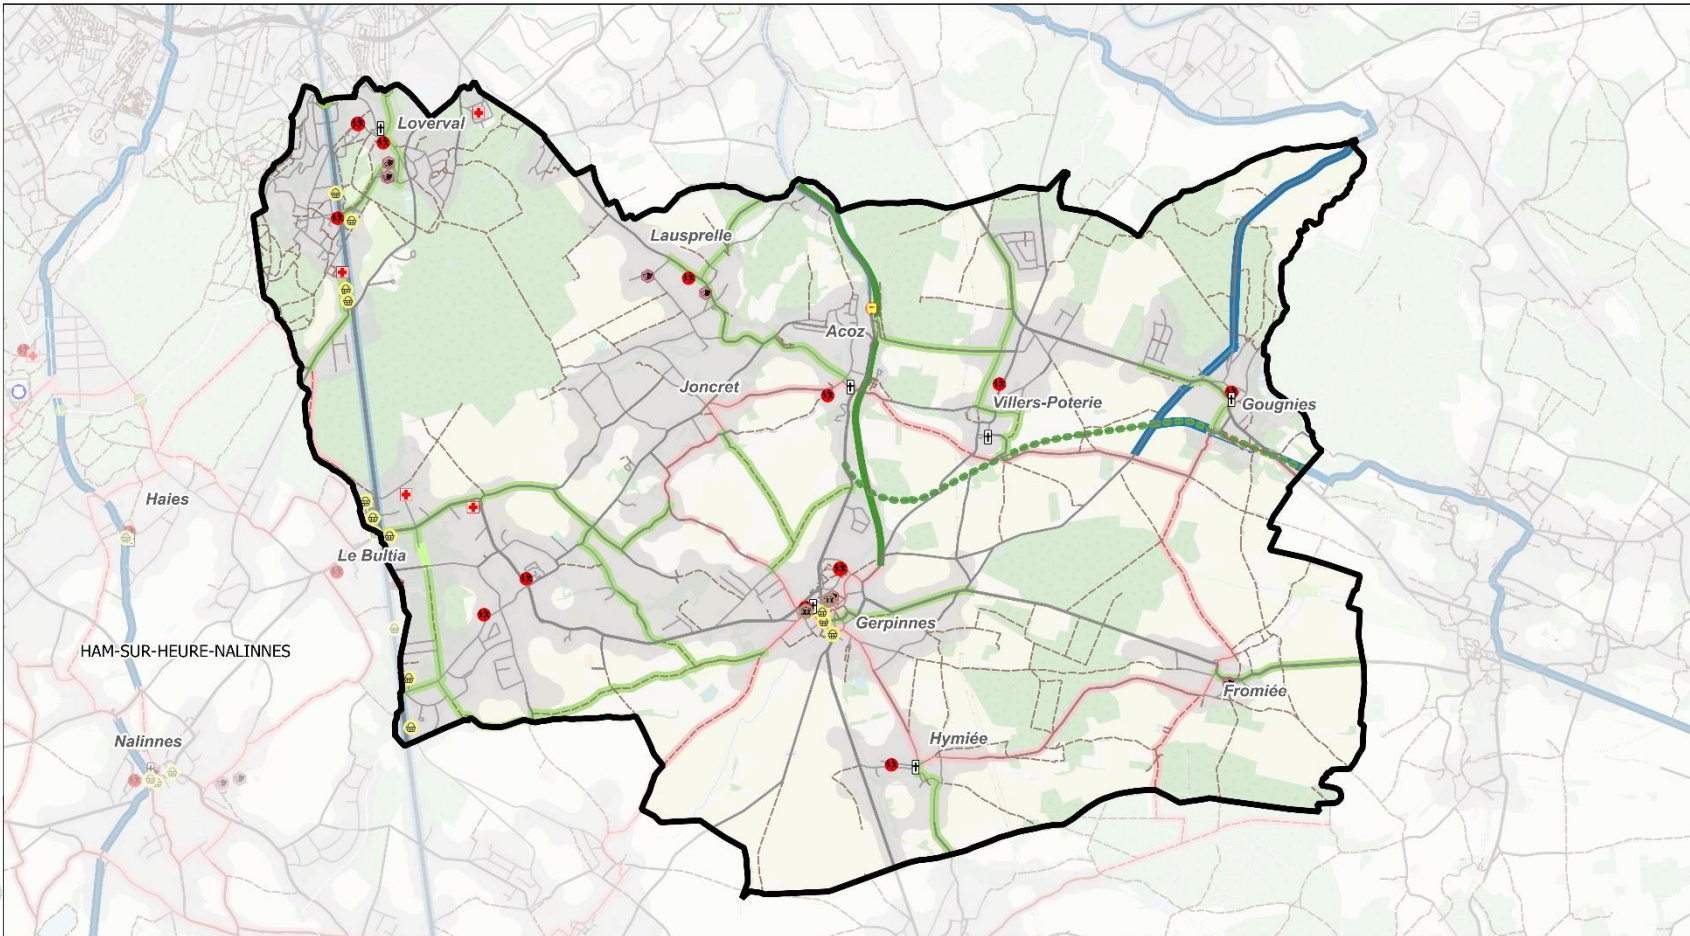 Loverval
Lausprelle
Acoz
Joncret
Villers-Poterie
Gougnies
Haies
Le Bultia
Gerpinnes
HAM-SUR-HEURE-NALINNES
Fromiée
Nalinnes
Hymiée